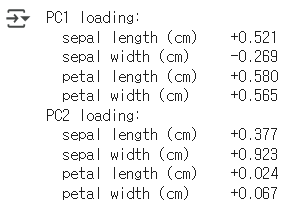 PC1 loading:
sepal length (cm) +0.521
sepal width (cm) -0.269
petal length (cm) +0.580
petal width (cm) +0.565
PC2 loading:
sepal length (cm) +0.377
sepal width (cm) +0.923
petal length (cm) +0.024
petal width (cm) +0.067